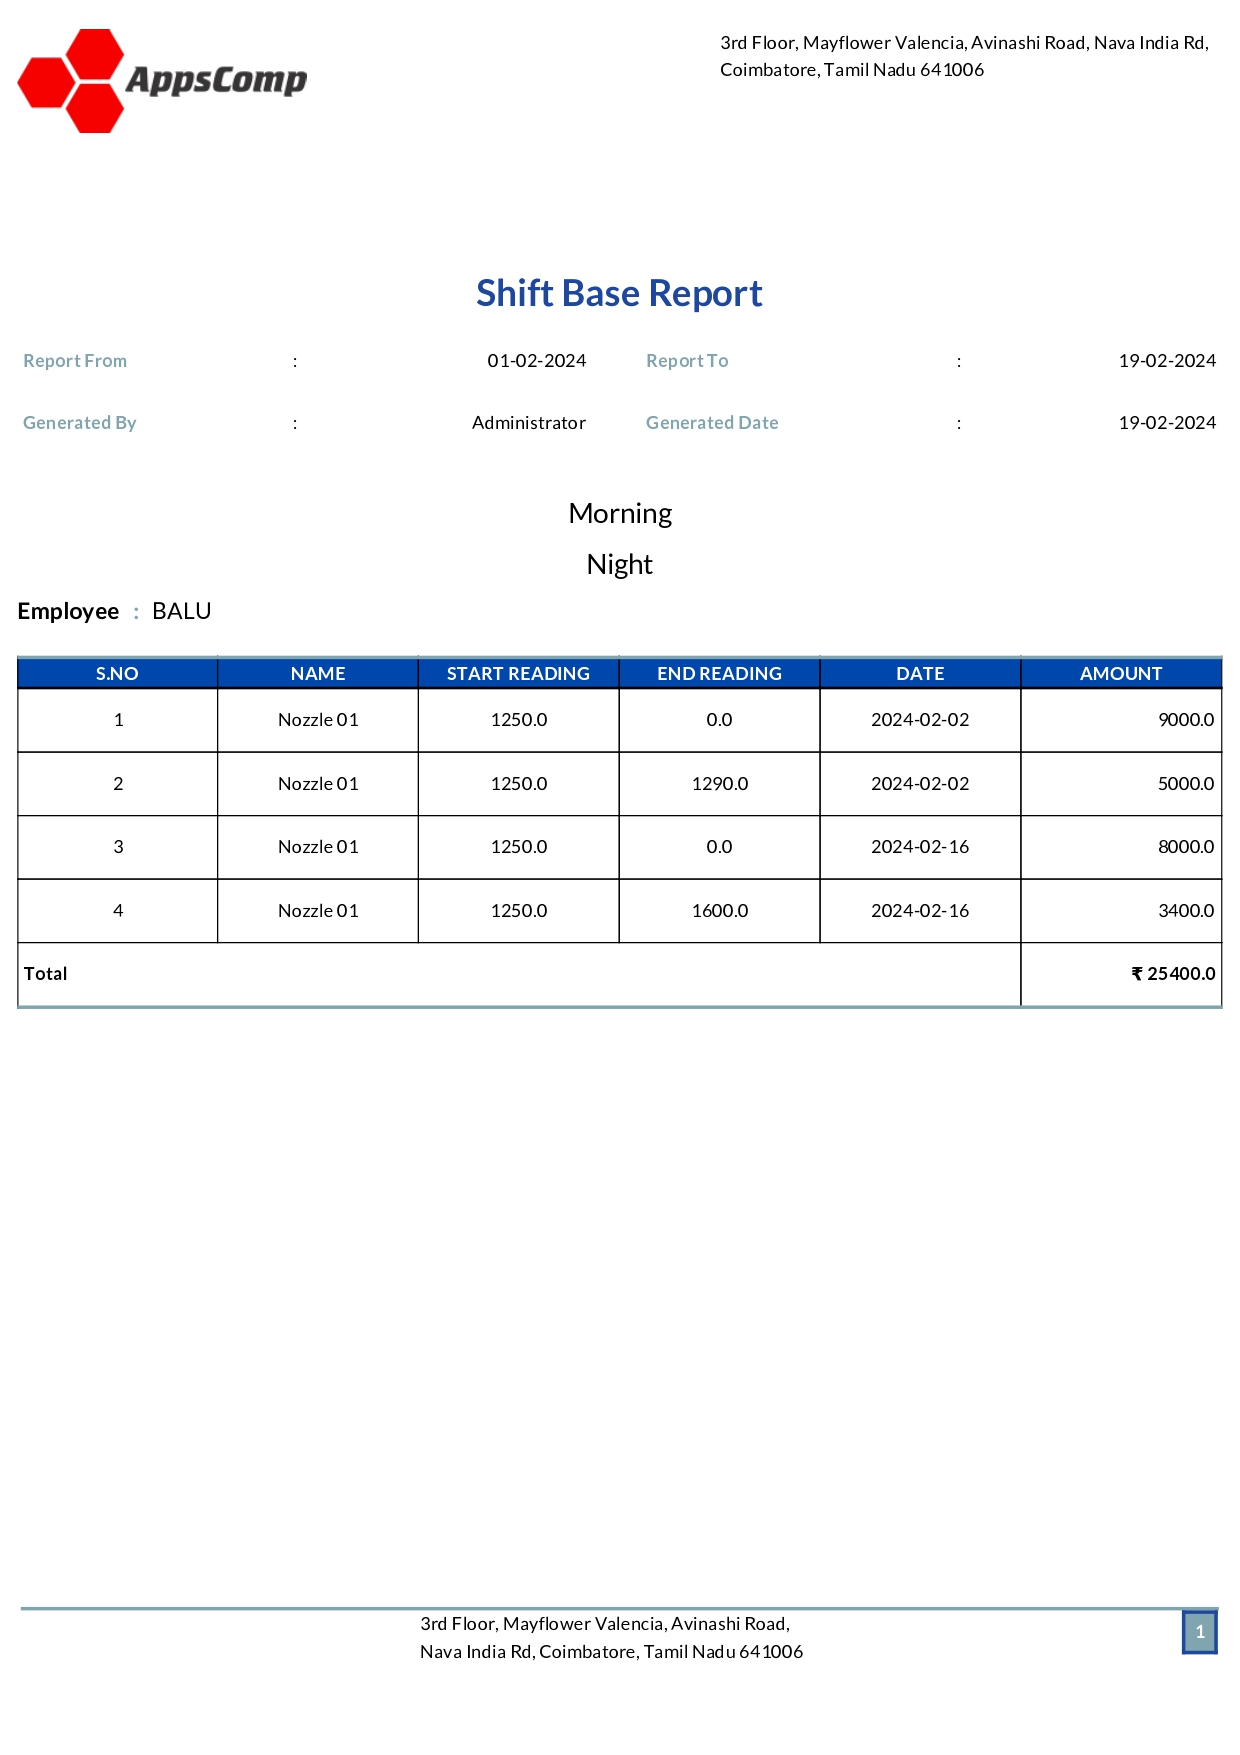 AppsComp
3rd Floor, Mayflower Valencia, Avinashi Road, Nava India Rd,
Coimbatore, Tamil Nadu 641006
Shift Base Report
Report From : 01-02-2024 Report To : 19-02-2024
Generated By : Administrator Generated Date : 19-02-2024
Morning
Night
Employee : BALU
S.NO NAME START READING END READING DATE AMOUNT
1 Nozzle 01 1250.0 0.0 2024-02-02 9000.0
2 Nozzle 01 1250.0 1290.0 2024-02-02 5000.0
3 Nozzle 01 1250.0 0.0 2024-02-16 8000.0
4 Nozzle 01 1250.0 1600.0 2024-02-16 3400.0
Total ₹ 25400.0
3rd Floor, Mayflower Valencia, Avinashi Road,
Nava India Rd, Coimbatore, Tamil Nadu 641006
1